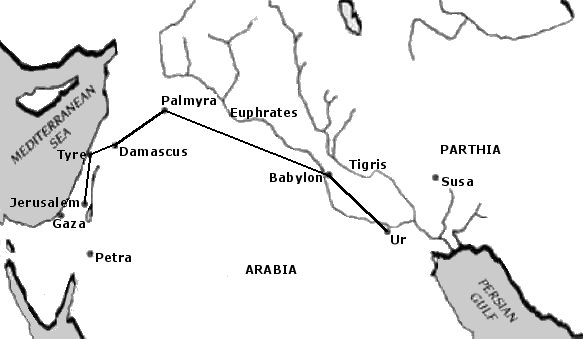 MEDITERRANEAN
SEA
Palmyra
Euphrates
Tyre
Damascus
Tigris
PARTHIA
Babylon
Susa
Jerusalem
Gaza
Ur
Petra
ARABIA
PERSIAN
GULF